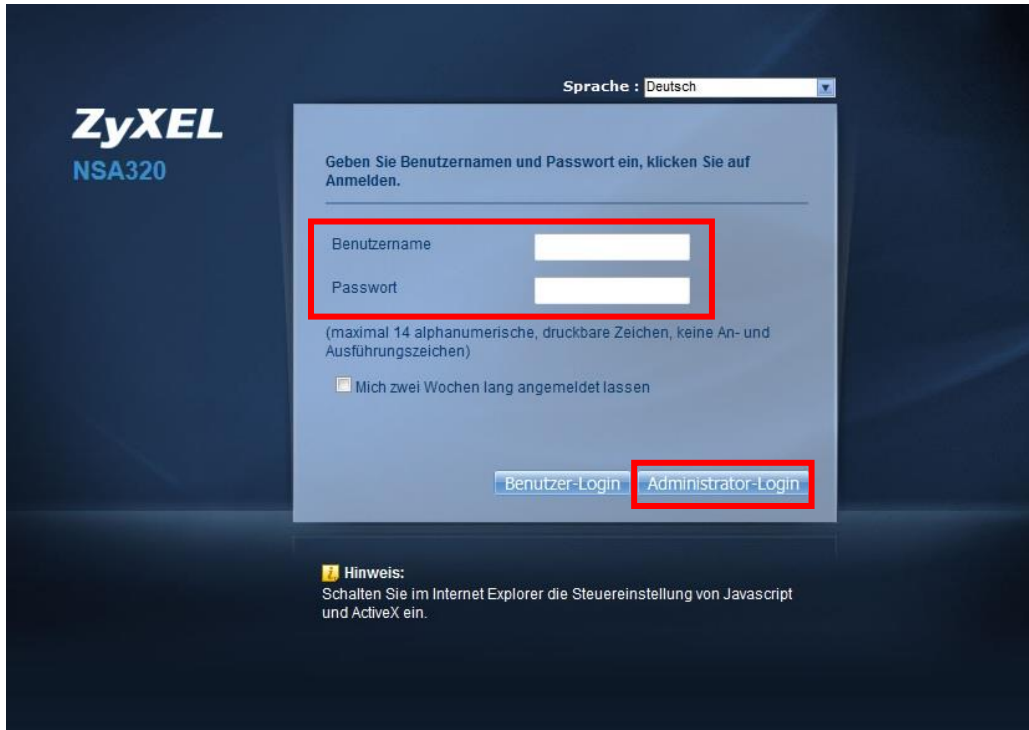 Sprache : Deutsch
ZyXEL
NSA320
Geben Sie Benutzernamen und Passwort ein, klicken Sie auf
Anmelden.
Benutzername
Passwort
(maximal 14 alphanumerische, druckbare Zeichen, keine An- und
Ausführungszeichen)
Mich zwei Wochen lang angemeldet lassen
Benutzer-Login Administrator-Login
Hinweis:
Schalten Sie im Internet Explorer die Steuereinstellung von Javascript
und ActiveX ein.